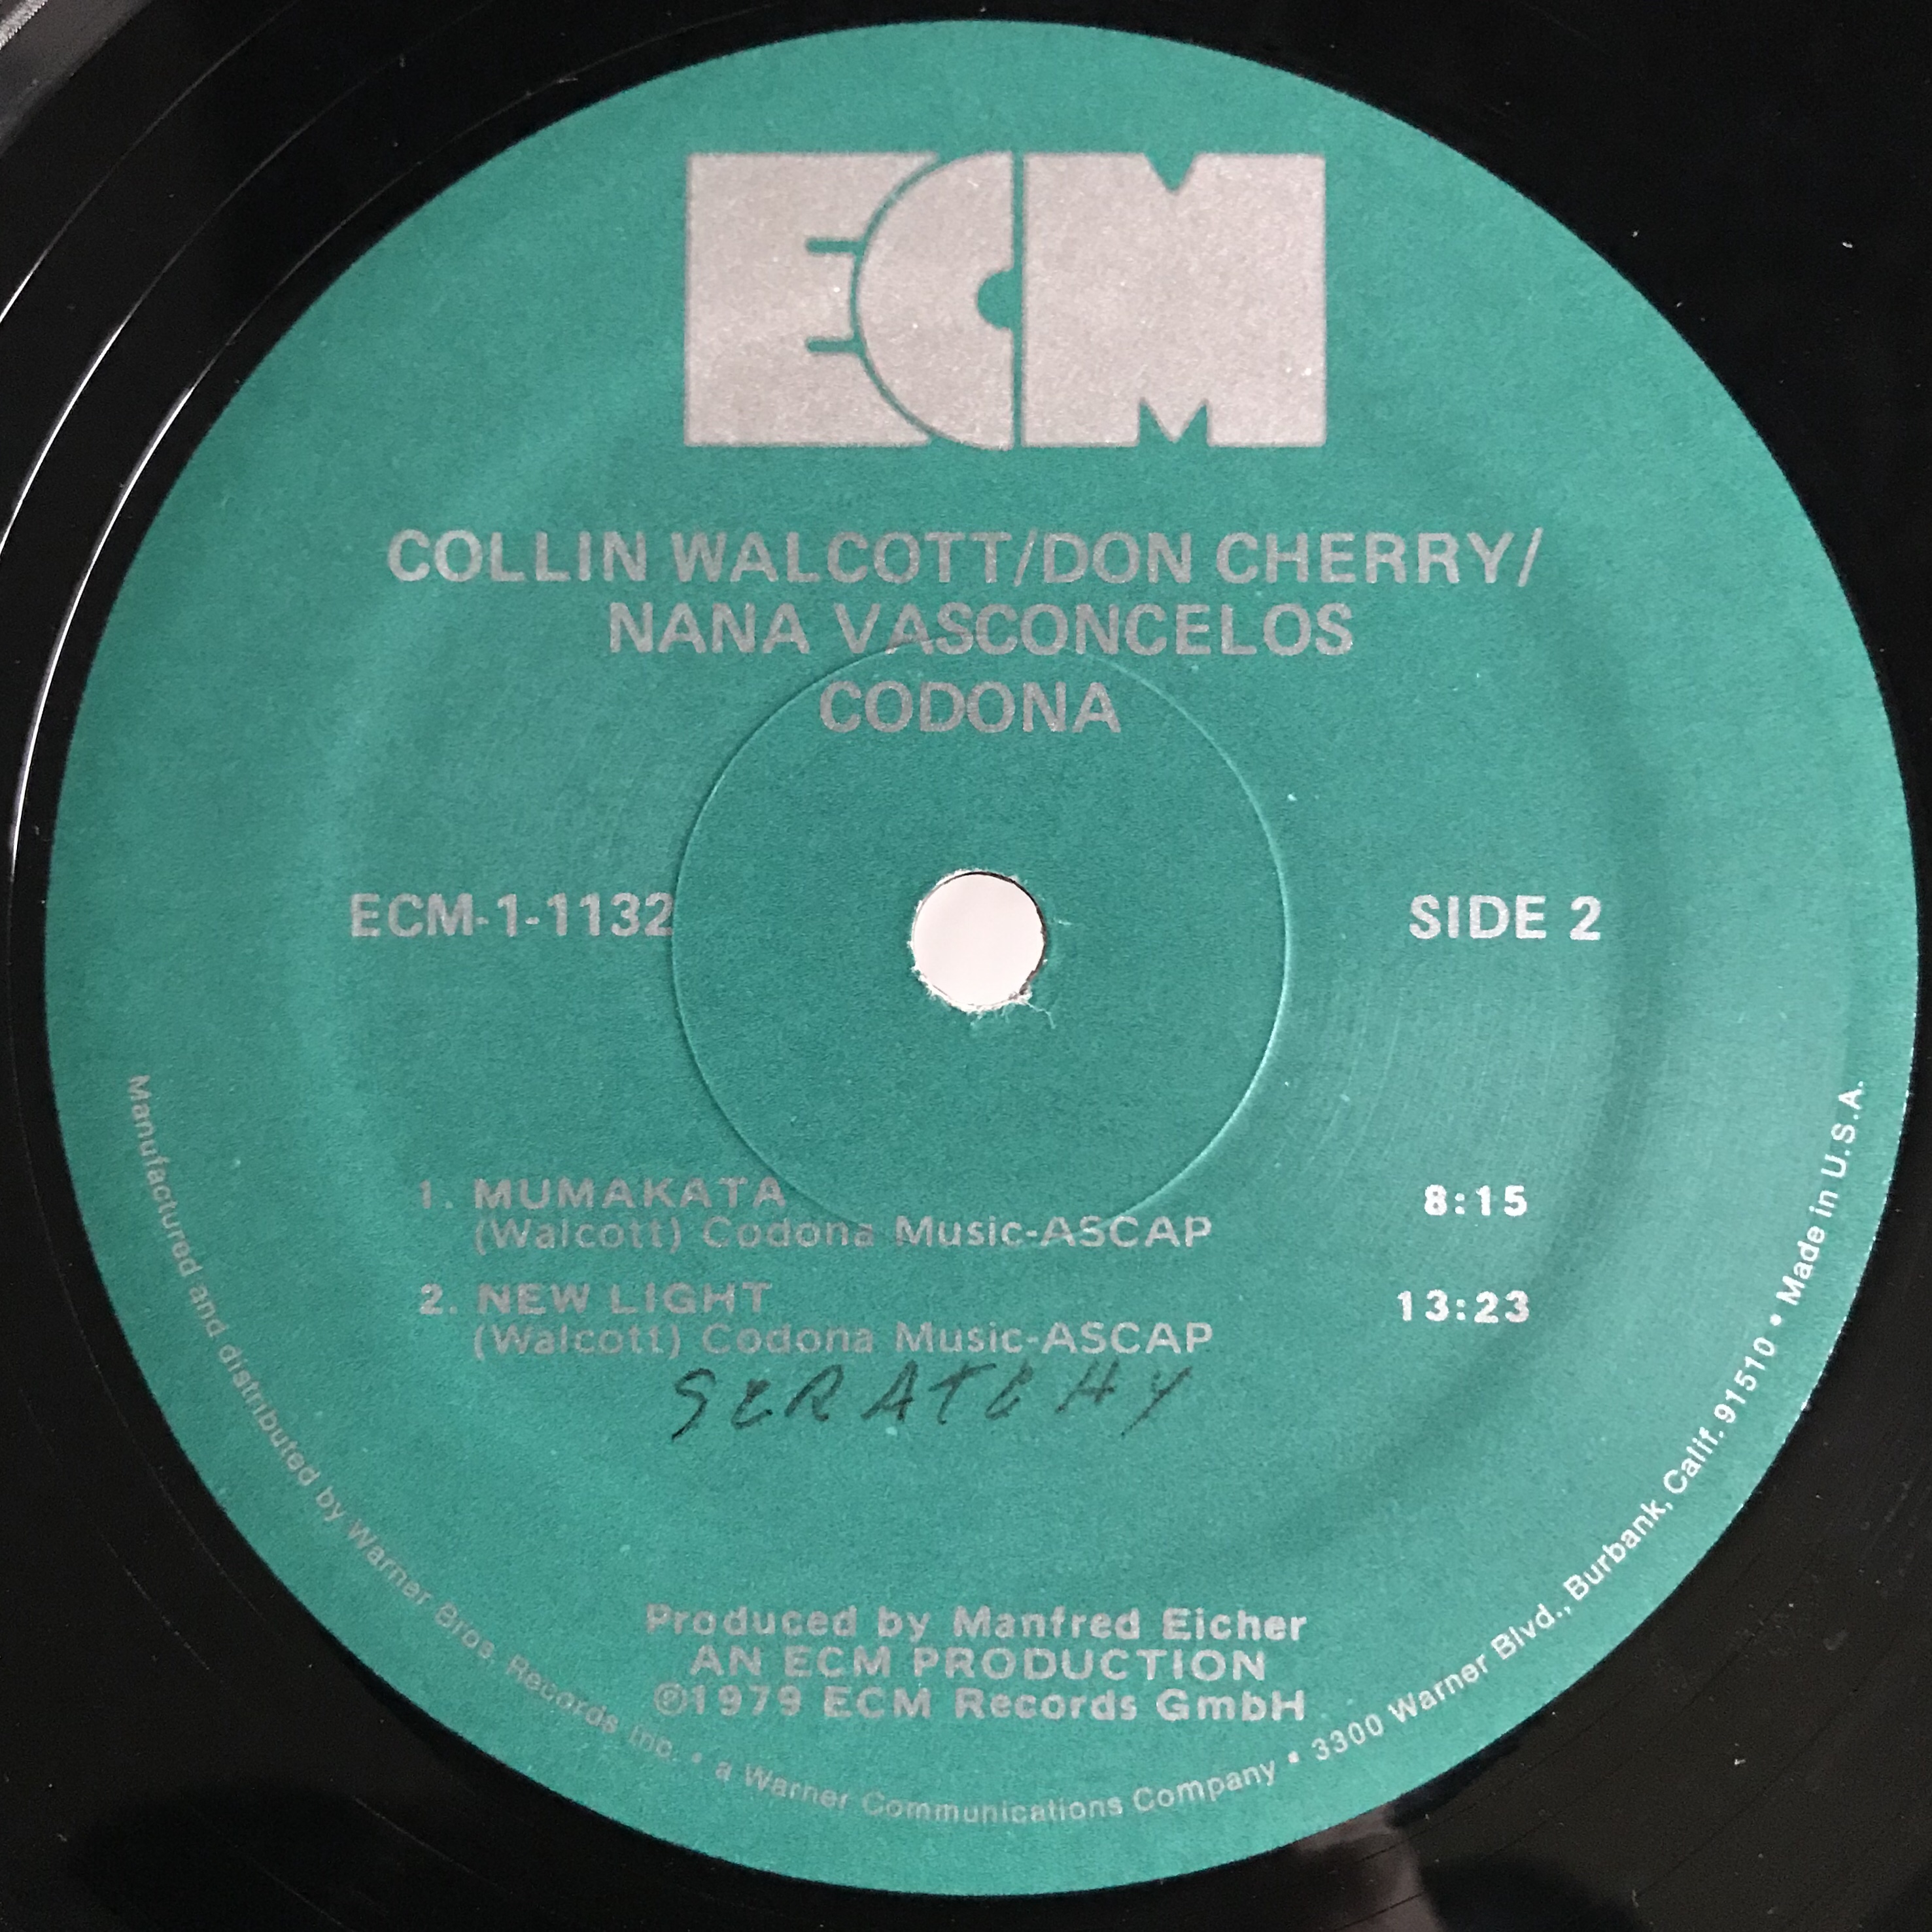 ECM
COLLIN WALCOTT/DON CHERRY/
NANA VASCONCELOS
CODONA
ECM-1-1132
SIDE 2
1. MUMAKATA 8:15
(Walcott) Codona Music-ASCAP
2. NEW LIGHT 13:23
(Walcott) Codona Music-ASCAP
SCRATCHY
Produced by Manfred Eicher
AN ECM PRODUCTION
℗1979 ECM Records GmbH
Manufactured and distributed by Warner Bros. Records Inc. • a Warner Communications Company • 3300 Warner Blvd., Burbank, Calif. 91510 • Made in U.S.A.